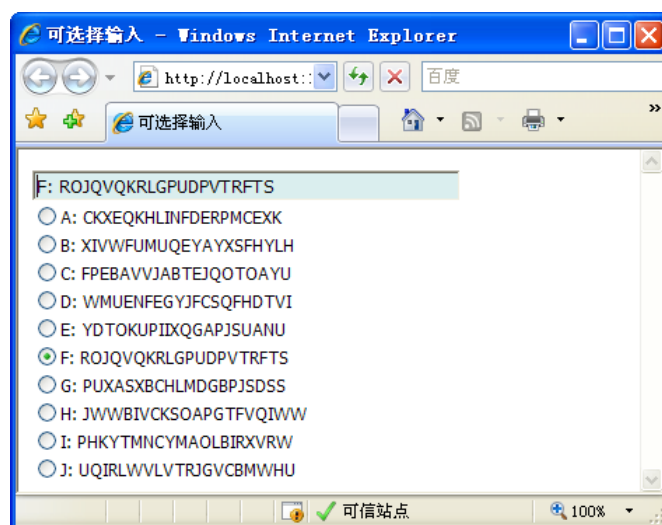 可选择输入 - Windows Internet Explorer
http://localhost::
百度
可选择输入
»
F: ROJQVQKRLGPUDPVTRFTS
A: CKXEQKHLINFDERPMCEXK
B: XIVWFUMUQEYAYXSFHYLH
C: FPEBAVVJABTEJQOTOAYU
D: WMUENFEGYJFCSQFHDTVI
E: YDTOKUPIIXQGAPJSUANU
F: ROJQVQKRLGPUDPVTRFTS
G: PUXASXBCHLMDGBPJSDSS
H: JWWBIVCKSOAPGTFVQIWW
I: PHKYTMNCYMAOLBIRXVRW
J: UQIRLWVLVTRJGVCBMWHU
可信站点 100%